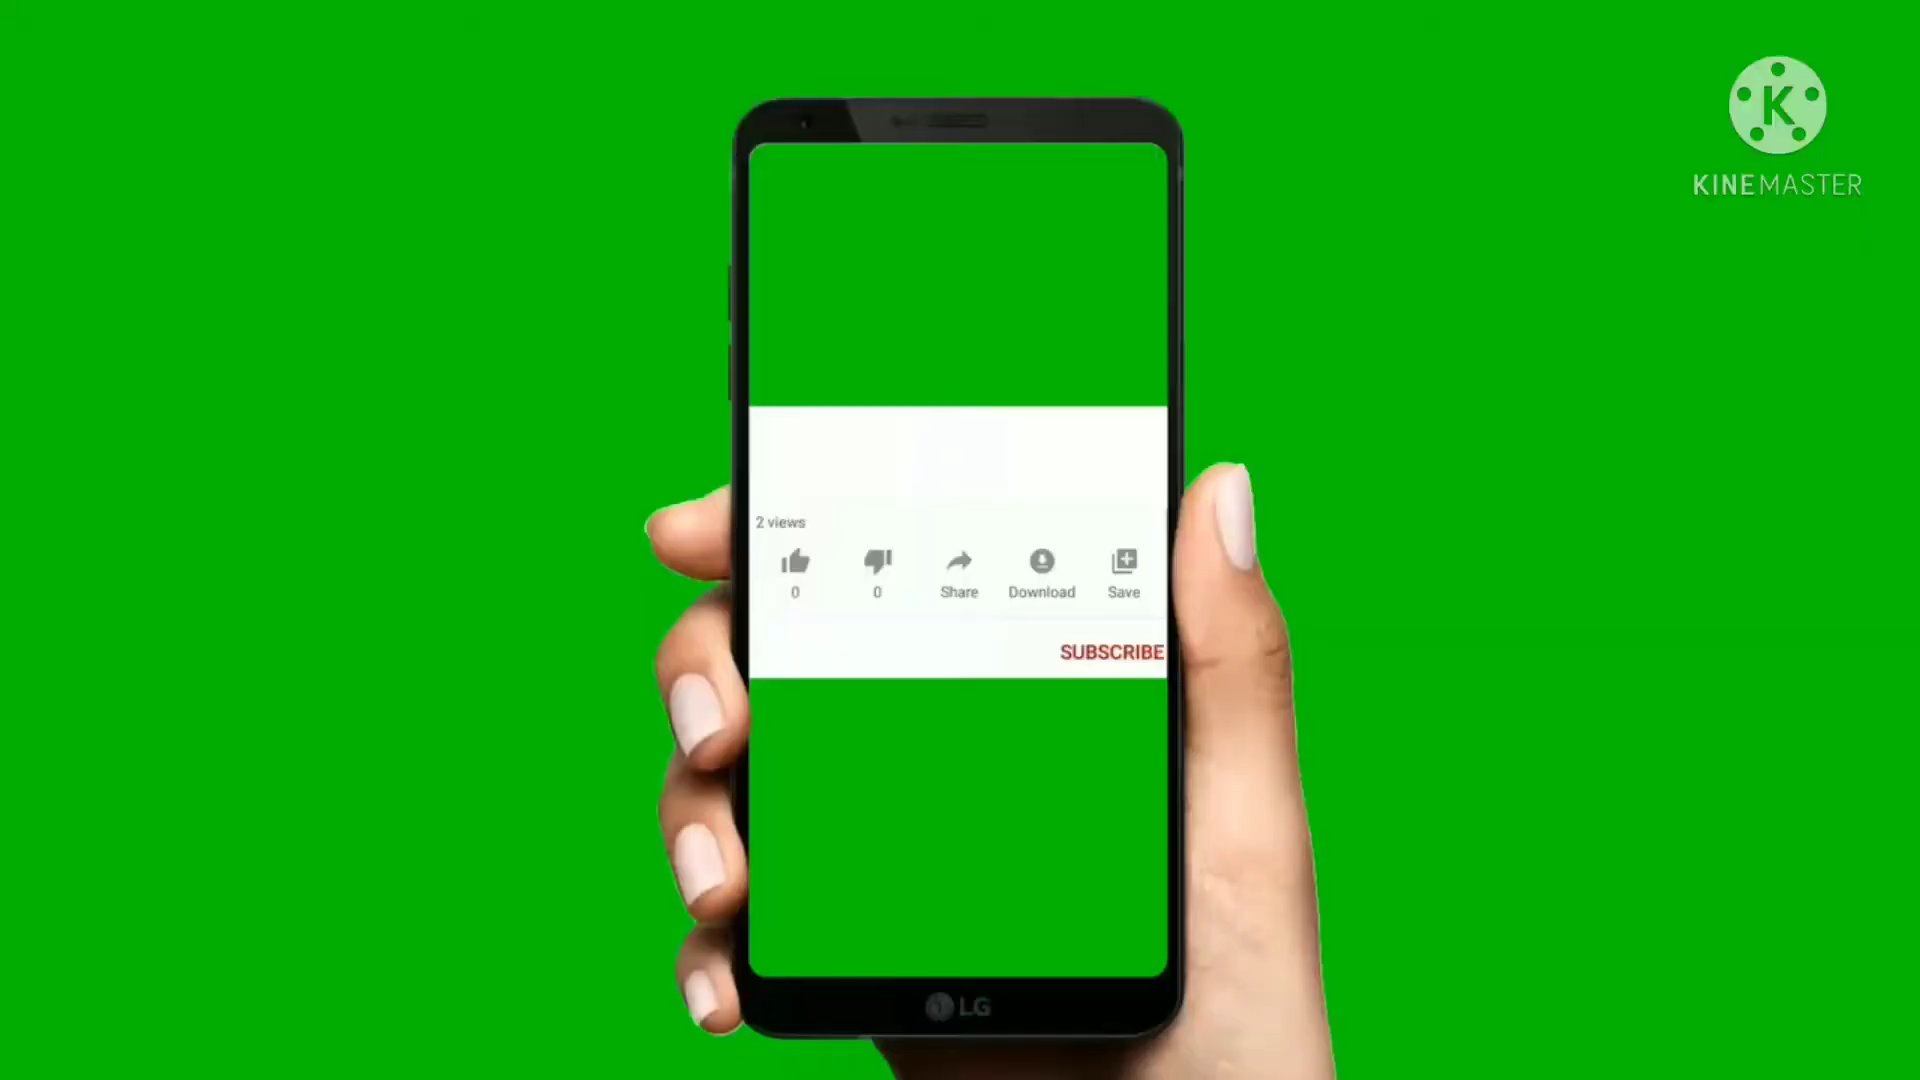 K
KINEMASTER
2 views
0 0 Share Download Save
SUBSCRIBE
LG